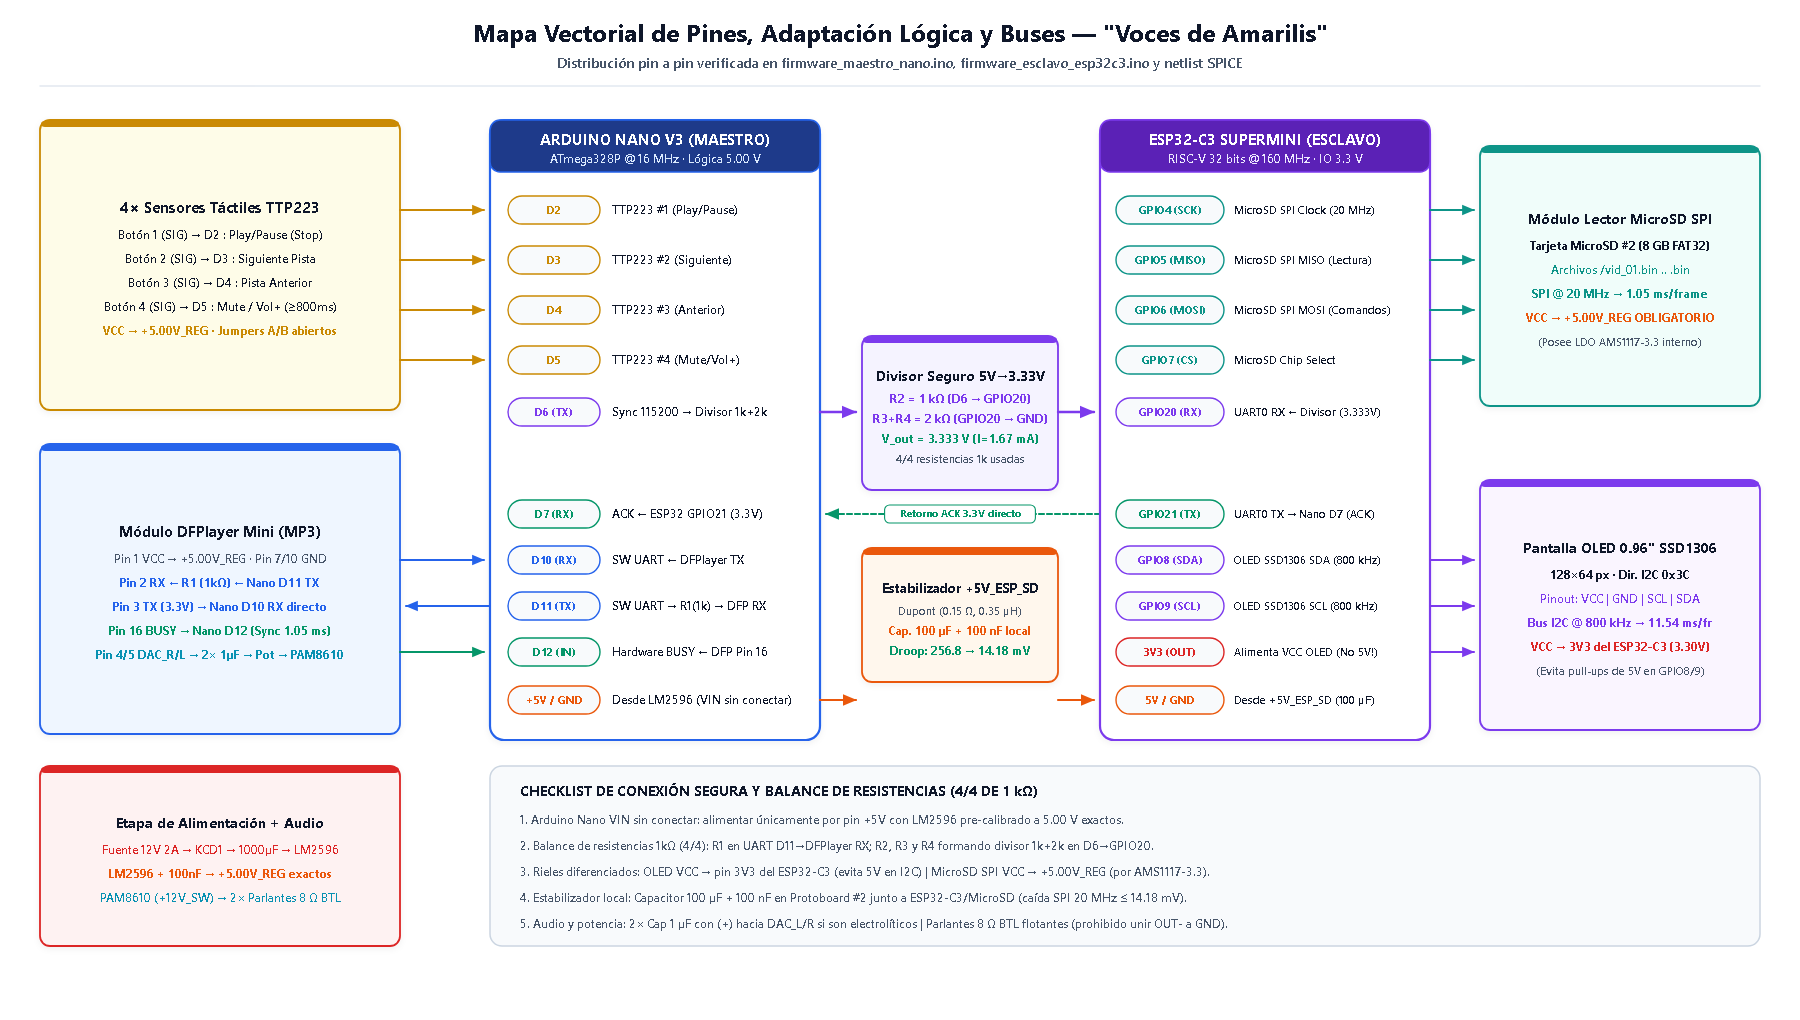 Mapa Vectorial de Pines, Adaptación Lógica y Buses — "Voces de Amarilis"
Distribución pin a pin verificada en firmware_maestro_nano.ino, firmware_esclavo_esp32c3.ino y netlist SPICE
4× Sensores Táctiles TTP223
Botón 1 (SIG) → D2 : Play/Pause (Stop)
Botón 2 (SIG) → D3 : Siguiente Pista
Botón 3 (SIG) → D4 : Pista Anterior
Botón 4 (SIG) → D5 : Mute / Vol+ (≥800ms)
VCC → +5.00V_REG · Jumpers A/B abiertos
Módulo DFPlayer Mini (MP3)
Pin 1 VCC → +5.00V_REG · Pin 7/10 GND
Pin 2 RX ← R1 (1kΩ) ← Nano D11 TX
Pin 3 TX (3.3V) → Nano D10 RX directo
Pin 16 BUSY → Nano D12 (Sync 1.05 ms)
Pin 4/5 DAC_R/L → 2× 1µF → Pot → PAM8610
Etapa de Alimentación + Audio
Fuente 12V 2A → KCD1 → 1000µF → LM2596
LM2596 + 100nF → +5.00V_REG exactos
PAM8610 (+12V_SW) → 2× Parlantes 8 Ω BTL
ARDUINO NANO V3 (MAESTRO)
ATmega328P @ 16 MHz · Lógica 5.00 V
D2 TTP223 #1 (Play/Pause)
D3 TTP223 #2 (Siguiente)
D4 TTP223 #3 (Anterior)
D5 TTP223 #4 (Mute/Vol+)
D6 (TX) Sync 115200 → Divisor 1k+2k
D7 (RX) ACK ← ESP32 GPIO21 (3.3V)
D10 (RX) SW UART ← DFPlayer TX
D11 (TX) SW UART → R1(1k) → DFP RX
D12 (IN) Hardware BUSY ← DFP Pin 16
+5V / GND Desde LM2596 (VIN sin conectar)
Divisor Seguro 5V→3.33V
R2 = 1 kΩ (D6 → GPIO20)
R3+R4 = 2 kΩ (GPIO20 → GND)
V_out = 3.333 V (I=1.67 mA)
4/4 resistencias 1k usadas
Retorno ACK 3.3V directo
Estabilizador +5V_ESP_SD
Dupont (0.15 Ω, 0.35 µH)
Cap. 100 µF + 100 nF local
Droop: 256.8 → 14.18 mV
ESP32-C3 SUPERMINI (ESCLAVO)
RISC-V 32 bits @ 160 MHz · IO 3.3 V
GPIO4 (SCK) MicroSD SPI Clock (20 MHz)
GPIO5 (MISO) MicroSD SPI MISO (Lectura)
GPIO6 (MOSI) MicroSD SPI MOSI (Comandos)
GPIO7 (CS) MicroSD Chip Select
GPIO20 (RX) UART0 RX ← Divisor (3.333V)
GPIO21 (TX) UART0 TX → Nano D7 (ACK)
GPIO8 (SDA) OLED SSD1306 SDA (800 kHz)
GPIO9 (SCL) OLED SSD1306 SCL (800 kHz)
3V3 (OUT) Alimenta VCC OLED (No 5V!)
5V / GND Desde +5V_ESP_SD (100 µF)
Módulo Lector MicroSD SPI
Tarjeta MicroSD #2 (8 GB FAT32)
Archivos /vid_01.bin .. .bin
SPI @ 20 MHz → 1.05 ms/frame
VCC → +5.00V_REG OBLIGATORIO
(Posee LDO AMS1117-3.3 interno)
Pantalla OLED 0.96" SSD1306
128×64 px · Dir. I2C 0x3C
Pinout: VCC | GND | SCL | SDA
Bus I2C @ 800 kHz → 11.54 ms/fr
VCC → 3V3 del ESP32-C3 (3.30V)
(Evita pull-ups de 5V en GPIO8/9)
CHECKLIST DE CONEXIÓN SEGURA Y BALANCE DE RESISTENCIAS (4/4 DE 1 kΩ)
1. Arduino Nano VIN sin conectar: alimentar únicamente por pin +5V con LM2596 pre-calibrado a 5.00 V exactos.
2. Balance de resistencias 1kΩ (4/4): R1 en UART D11→DFPlayer RX; R2, R3 y R4 formando divisor 1k+2k en D6→GPIO20.
3. Rieles diferenciados: OLED VCC → pin 3V3 del ESP32-C3 (evita 5V en I2C) | MicroSD SPI VCC → +5.00V_REG (por AMS1117-3.3).
4. Estabilizador local: Capacitor 100 µF + 100 nF en Protoboard #2 junto a ESP32-C3/MicroSD (caída SPI 20 MHz ≤ 14.18 mV).
5. Audio y potencia: 2× Cap 1 µF con (+) hacia DAC_L/R si son electrolíticos | Parlantes 8 Ω BTL flotantes (prohibido unir OUT- a GND).